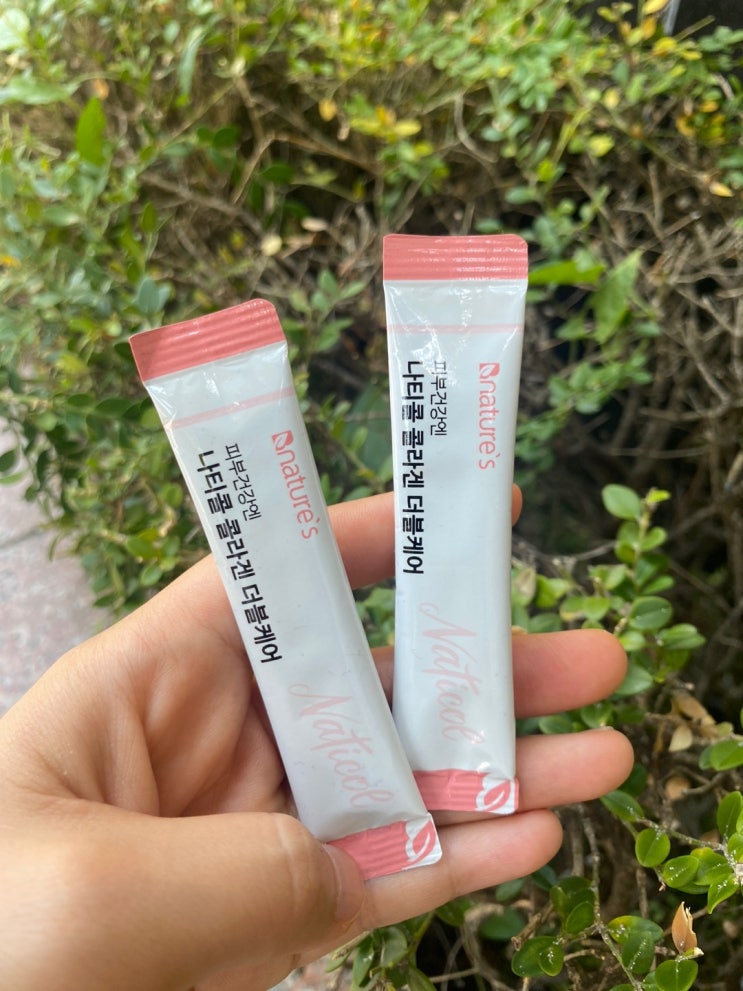 nature's
피부건강엔
나티콜 콜라겐 더블케어
Naticol
nature's
피부건강엔
나티콜 콜라겐 더블케어
Naticol